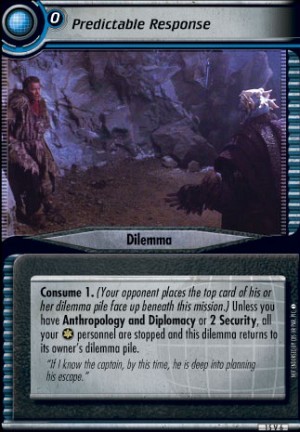 0 Predictable Response
Dilemma
Consume 1. (Your opponent places the top card of his or
her dilemma pile face up beneath this mission.) Unless you
have Anthropology and Diplomacy or 2 Security, all
your personnel are stopped and this dilemma returns to
its owner's dilemma pile.
"If I know the captain, by this time, he is deep into planning
his escape."
15 V 6